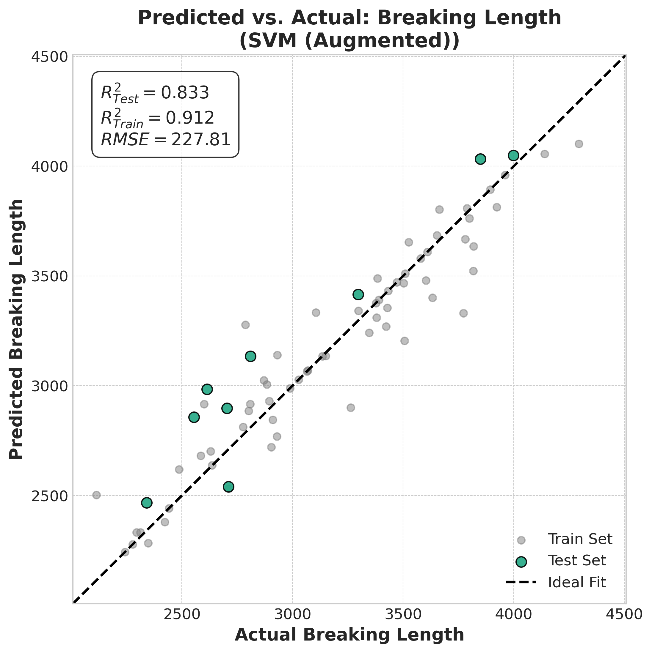 Predicted vs. Actual: Breaking Length
(SVM (Augmented))
R²Test = 0.833
R²Train = 0.912
RMSE = 227.81
Predicted Breaking Length
4500
4000
3500
3000
2500
Train Set
Test Set
Ideal Fit
2500 3000 3500 4000 4500
Actual Breaking Length